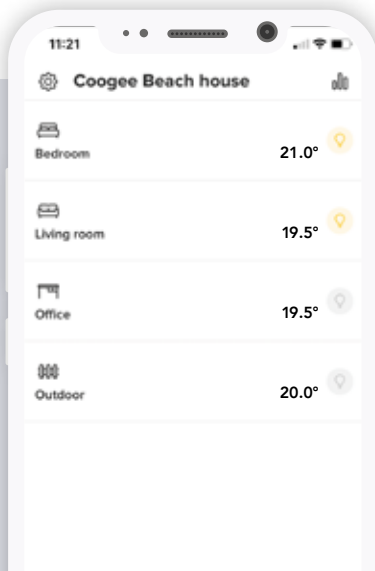 11:21
Coogee Beach house
Bedroom
21.0°
Living room
19.5°
Office
19.5°
Outdoor
20.0°